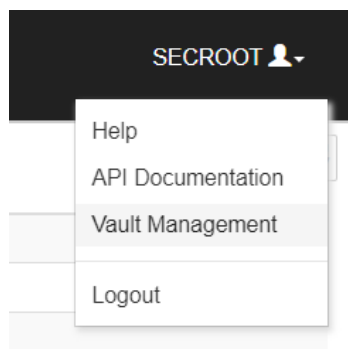 SECROOT
Help
API Documentation
Vault Management
Logout